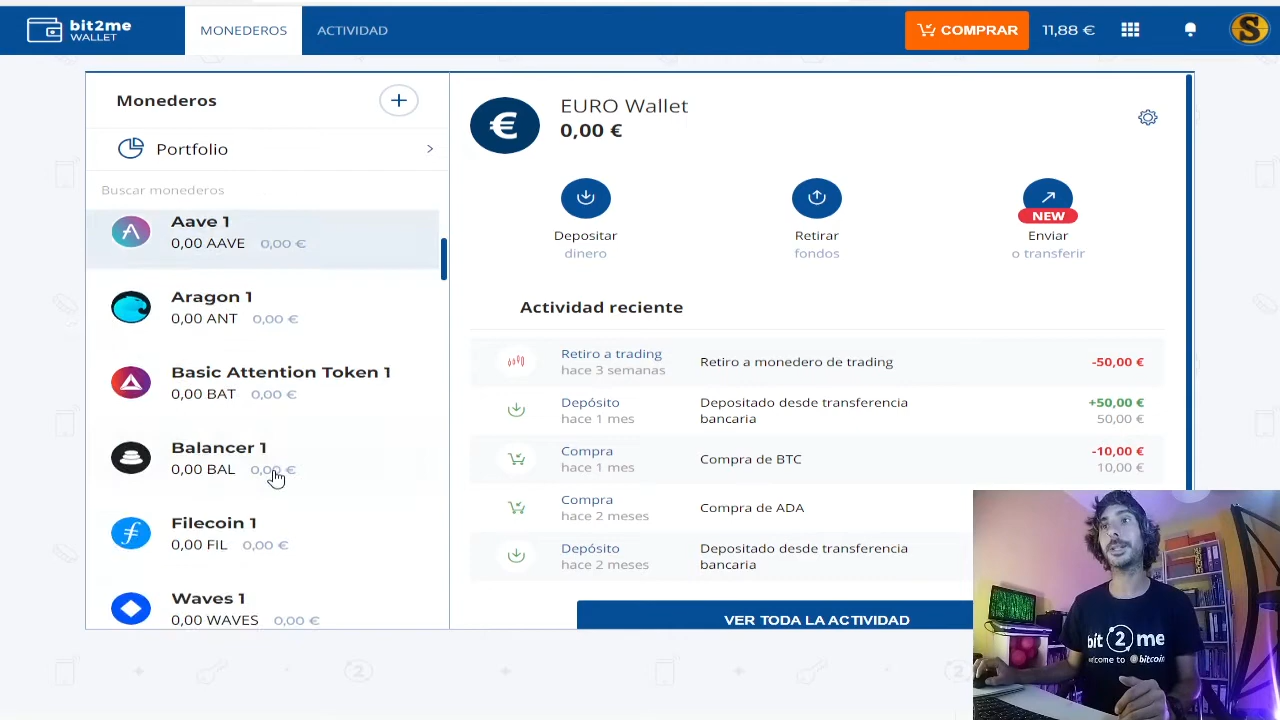 bit2me
WALLET
MONEDEROS
ACTIVIDAD
COMPRAR
11,88 €
S
Monederos
+
Portfolio
Buscar monederos
Aave 1
0,00 AAVE 0,00 €
Aragon 1
0,00 ANT 0,00 €
Basic Attention Token 1
0,00 BAT 0,00 €
Balancer 1
0,00 BAL 0,00 €
Filecoin 1
0,00 FIL 0,00 €
Waves 1
0,00 WAVES 0,00 €
€
EURO Wallet
0,00 €
Depositar
dinero
Retirar
fondos
NEW
Enviar
o transferir
Actividad reciente
Retiro a trading
hace 3 semanas
Retiro a monedero de trading
-50,00 €
Depósito
hace 1 mes
Depositado desde transferencia
bancaria
+50,00 €
50,00 €
Compra
hace 1 mes
Compra de BTC
-10,00 €
10,00 €
Compra
hace 2 meses
Compra de ADA
Depósito
hace 2 meses
Depositado desde transferencia
bancaria
VER TODA LA ACTIVIDAD
bit2me
welcome to bitcoin